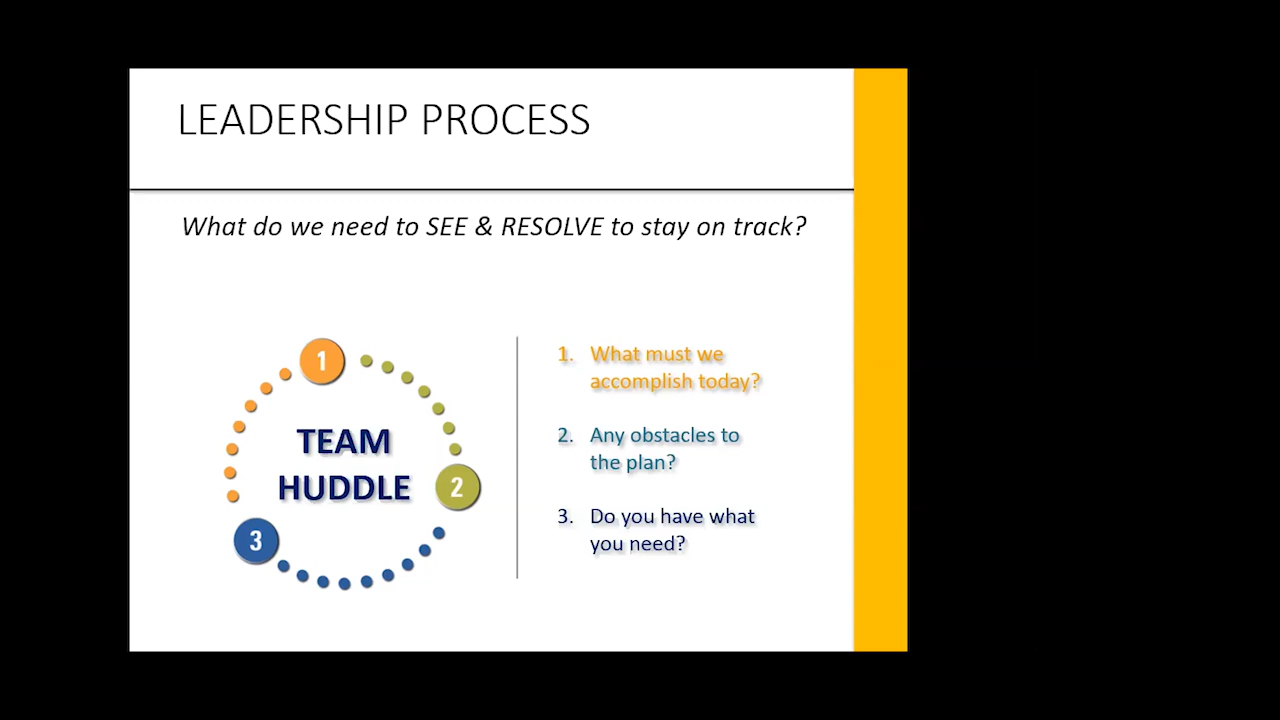 LEADERSHIP PROCESS
What do we need to SEE & RESOLVE to stay on track?
1
2
3
TEAM
HUDDLE
1. What must we
accomplish today?
2. Any obstacles to
the plan?
3. Do you have what
you need?